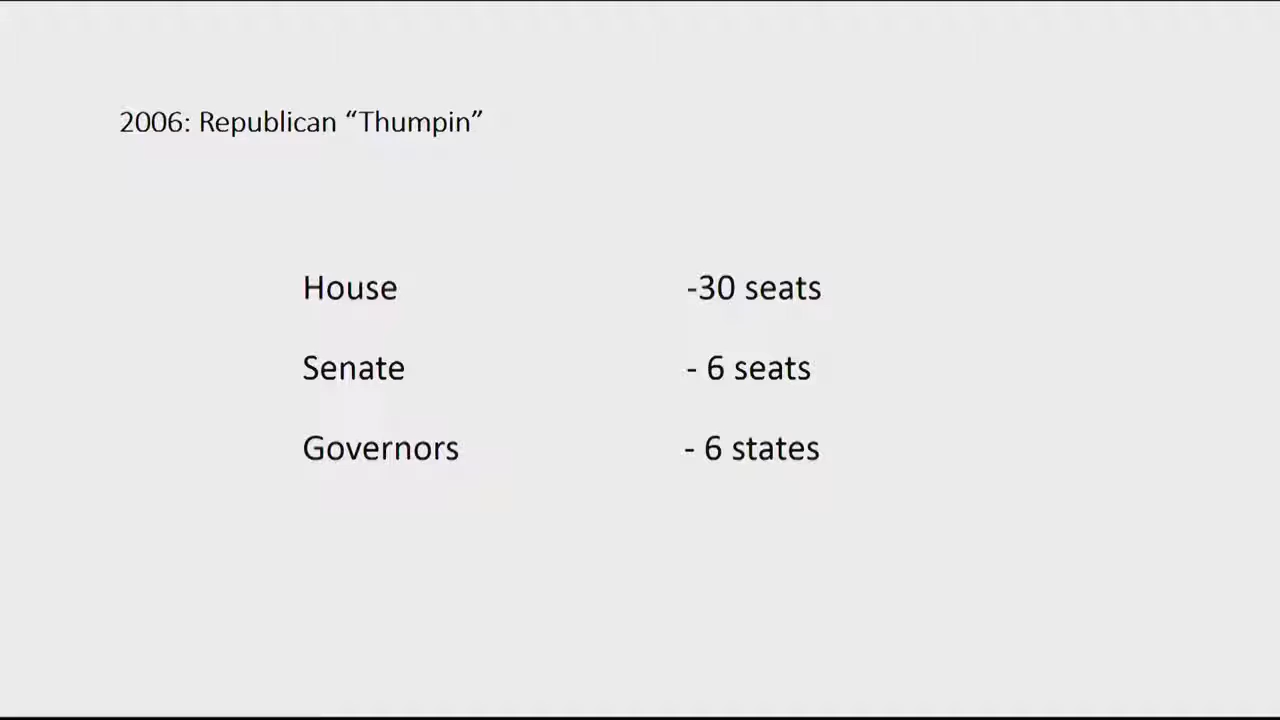 2006: Republican “Thumpin”
House -30 seats
Senate - 6 seats
Governors - 6 states